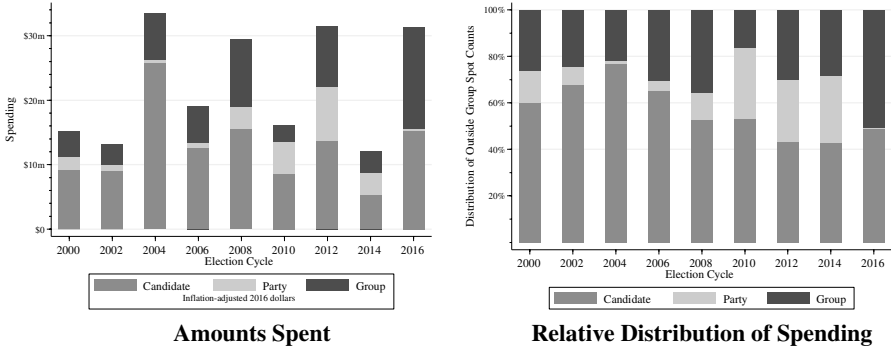 $30m
$20m
$10m
$0
Spending
2000 2002 2004 2006 2008 2010 2012 2014 2016
Election Cycle
Candidate Party Group
Inflation-adjusted 2016 dollars
Amounts Spent
100%
80%
60%
40%
20%
Distribution of Outside Group Spot Counts
2000 2002 2004 2006 2008 2010 2012 2014 2016
Election Cycle
Candidate Party Group
Relative Distribution of Spending